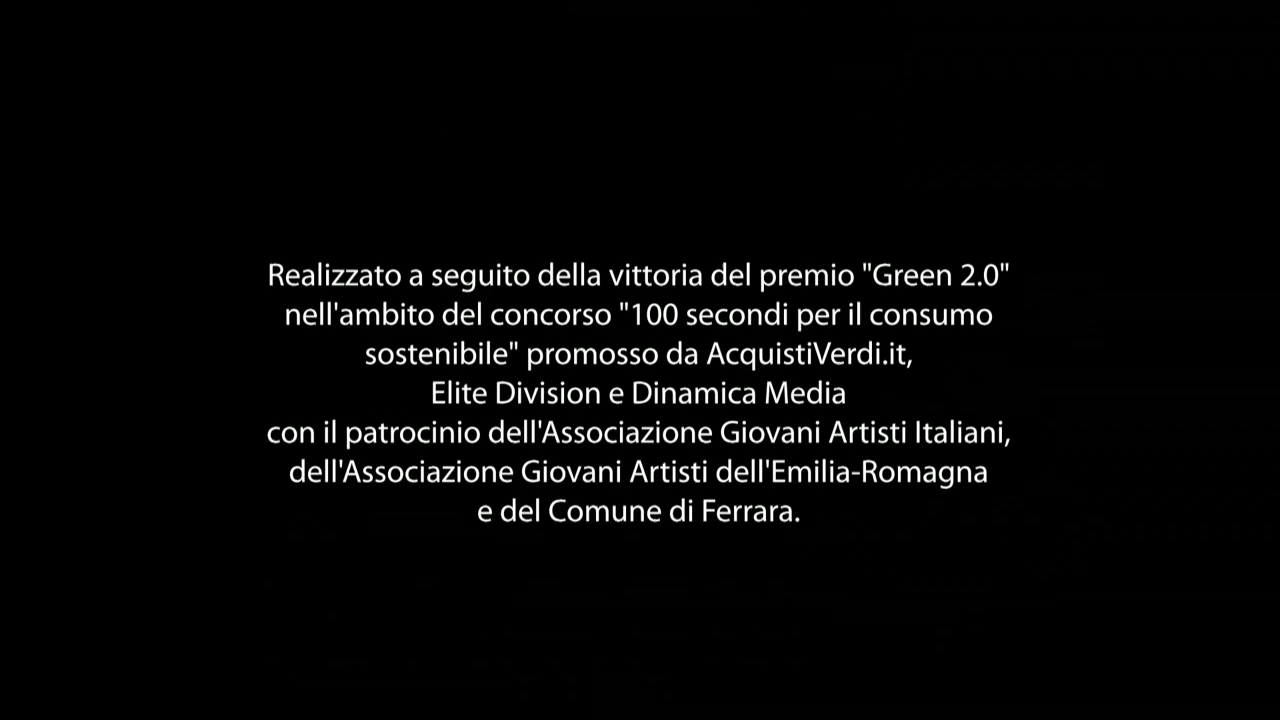 Realizzato a seguito della vittoria del premio "Green 2.0"
nell'ambito del concorso "100 secondi per il consumo
sostenibile" promosso da AcquistiVerdi.it,
Elite Division e Dinamica Media
con il patrocinio dell'Associazione Giovani Artisti Italiani,
dell'Associazione Giovani Artisti dell'Emilia-Romagna
e del Comune di Ferrara.